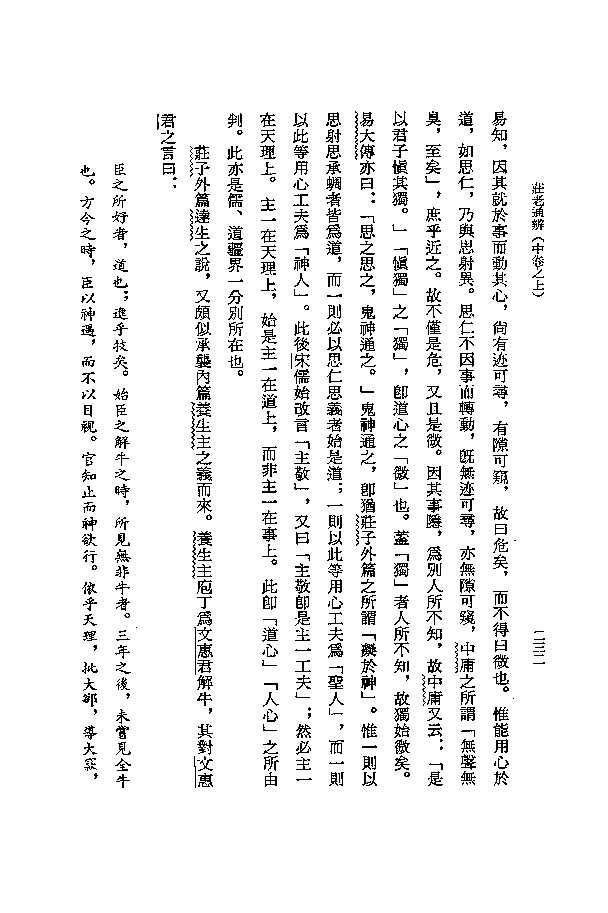 莊老通辨（中卷之上）
二三二
易知，因其就於事而動其心，尙有迹可尋，有隙可窺，故曰危矣，而不得曰微也。惟能用心於
道，如思仁，乃與思射異。思仁不因事而轉動，旣無迹可尋，亦無隙可窺，中庸之所謂「無聲無
臭，至矣」，庶乎近之。故不僅是危，又且是微。因其事隱，爲別人所不知，故中庸又云：「是
以君子愼其獨。」「愼獨」之「獨」，卽道心之「微」也。蓋「獨」者人所不知，故獨始微矣。
易大傳亦曰：「思之思之，鬼神通之。」鬼神通之，卽猶莊子外篇之所謂「凝於神」。惟一則以
思射思承蜩者皆爲道，而一則必以思仁思義者始是道；一則以此等用心工夫爲「聖人」，而一則
以此等用心工夫爲「神人」。此後宋儒始改言「主敬」，又曰「主敬卽是主一工夫」；然必主一
在天理上。主一在天理上，始是主一在道上，而非主一在事上。此卽「道心」「人心」之所由
判。此亦是儒、道疆界一分別所在也。
莊子外篇達生之說，又頗似承襲內篇養生主之義而來。養生主庖丁爲文惠君解牛，其對文惠
君之言曰：
臣之所好者，道也；進乎技矣。始臣之解牛之時，所見無非牛者。三年之後，未嘗見全牛
也。方今之時，臣以神遇，而不以目視。官知止而神欲行。依乎天理，批大郤，導大窾，